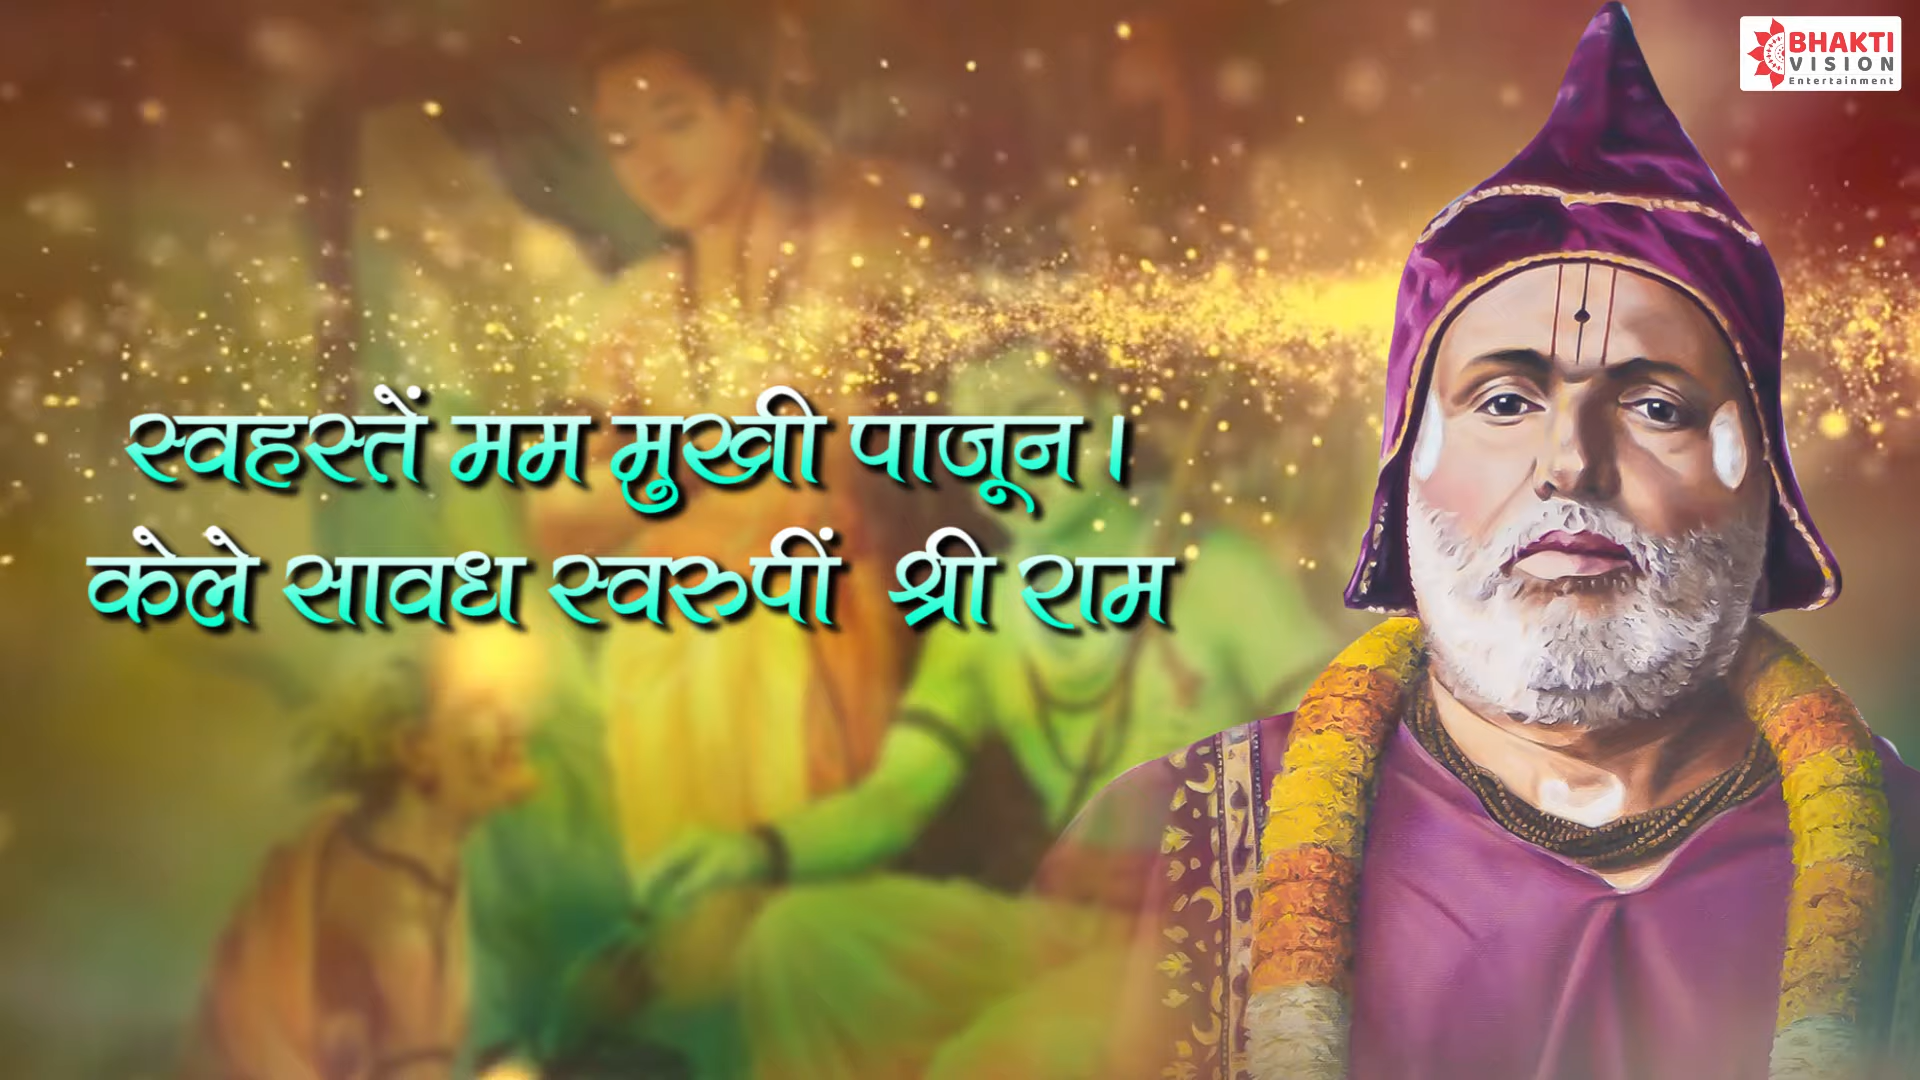 BHAKTI
VISION
Entertainment
स्वहस्तें मम मुखी पाजून ।
केले सावध स्वरुपीं श्री राम